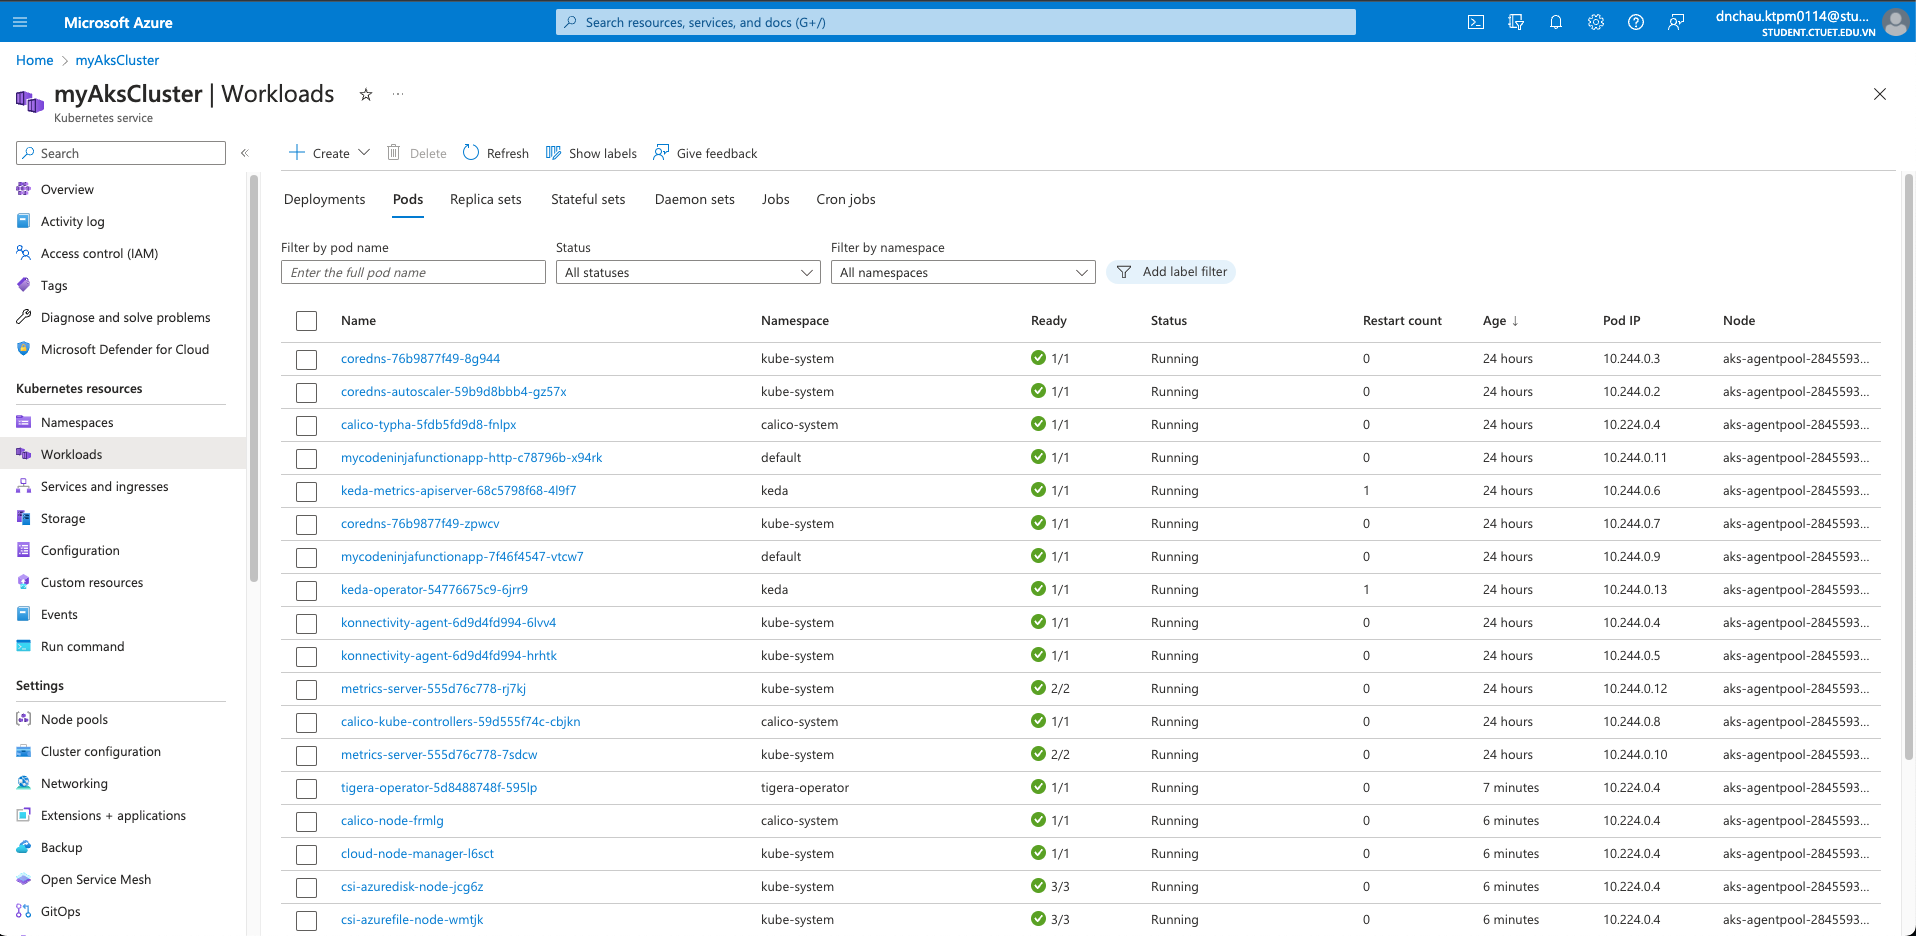 Microsoft Azure
Search resources, services, and docs (G+/)
dnchau.ktpm0114@stu...
STUDENT.CTUET.EDU.VN
Home > myAksCluster
myAksCluster | Workloads
Kubernetes service
Search
Overview
Activity log
Access control (IAM)
Tags
Diagnose and solve problems
Microsoft Defender for Cloud
Kubernetes resources
Namespaces
Workloads
Services and ingresses
Storage
Configuration
Custom resources
Events
Run command
Settings
Node pools
Cluster configuration
Networking
Extensions + applications
Backup
Open Service Mesh
GitOps
Create Delete Refresh Show labels Give feedback
Deployments Pods Replica sets Stateful sets Daemon sets Jobs Cron jobs
Filter by pod name Status Filter by namespace
Enter the full pod name All statuses All namespaces Add label filter
Name Namespace Ready Status Restart count Age ↓ Pod IP Node
coredns-76b9877f49-8g944 kube-system 1/1 Running 0 24 hours 10.244.0.3 aks-agentpool-2845593...
coredns-autoscaler-59b9d8bbb4-gz57x kube-system 1/1 Running 0 24 hours 10.244.0.2 aks-agentpool-2845593...
calico-typha-5fdb5fd9d8-fnlpx calico-system 1/1 Running 0 24 hours 10.224.0.4 aks-agentpool-2845593...
mycodeninjafunctionapp-http-c78796b-x94rk default 1/1 Running 0 24 hours 10.244.0.11 aks-agentpool-2845593...
keda-metrics-apiserver-68c5798f68-4l9f7 keda 1/1 Running 1 24 hours 10.244.0.6 aks-agentpool-2845593...
coredns-76b9877f49-zpwcv kube-system 1/1 Running 0 24 hours 10.244.0.7 aks-agentpool-2845593...
mycodeninjafunctionapp-7f46f4547-vtcw7 default 1/1 Running 0 24 hours 10.244.0.9 aks-agentpool-2845593...
keda-operator-54776675c9-6jrr9 keda 1/1 Running 1 24 hours 10.244.0.13 aks-agentpool-2845593...
konnectivity-agent-6d9d4fd994-6lvv4 kube-system 1/1 Running 0 24 hours 10.244.0.4 aks-agentpool-2845593...
konnectivity-agent-6d9d4fd994-hrhtk kube-system 1/1 Running 0 24 hours 10.244.0.5 aks-agentpool-2845593...
metrics-server-555d76c778-rj7kj kube-system 2/2 Running 0 24 hours 10.244.0.12 aks-agentpool-2845593...
calico-kube-controllers-59d555f74c-cbjkn calico-system 1/1 Running 0 24 hours 10.244.0.8 aks-agentpool-2845593...
metrics-server-555d76c778-7sdcw kube-system 2/2 Running 0 24 hours 10.244.0.10 aks-agentpool-2845593...
tigera-operator-5d8488748f-595lp tigera-operator 1/1 Running 0 7 minutes 10.224.0.4 aks-agentpool-2845593...
calico-node-frmlg calico-system 1/1 Running 0 6 minutes 10.224.0.4 aks-agentpool-2845593...
cloud-node-manager-l6sct kube-system 1/1 Running 0 6 minutes 10.224.0.4 aks-agentpool-2845593...
csi-azuredisk-node-jcg6z kube-system 3/3 Running 0 6 minutes 10.224.0.4 aks-agentpool-2845593...
csi-azurefile-node-wmtjk kube-system 3/3 Running 0 6 minutes 10.224.0.4 aks-agentpool-2845593...